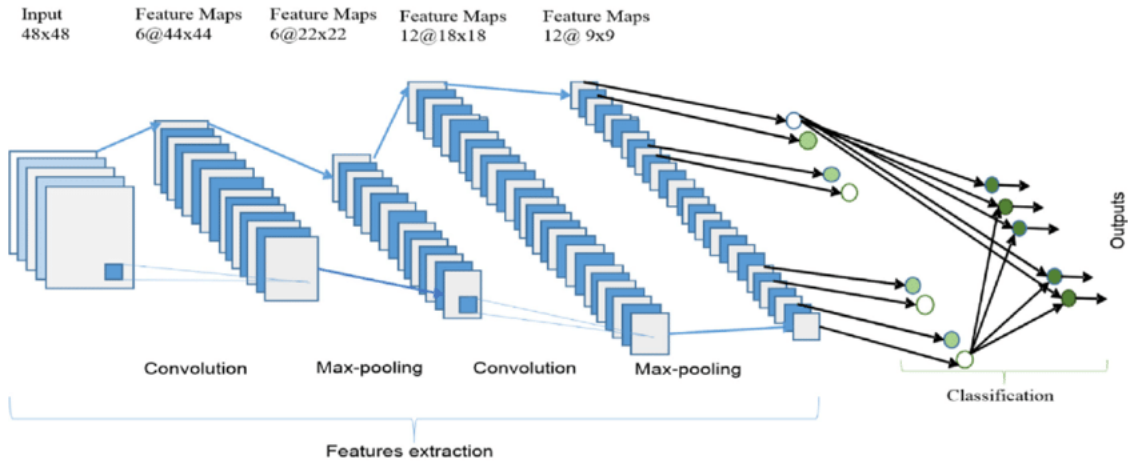 Input
48x48
Feature Maps
6@44x44
Feature Maps
6@22x22
Feature Maps
12@18x18
Feature Maps
12@ 9x9
Outputs
Convolution
Max-pooling
Convolution
Max-pooling
Classification
Features extraction